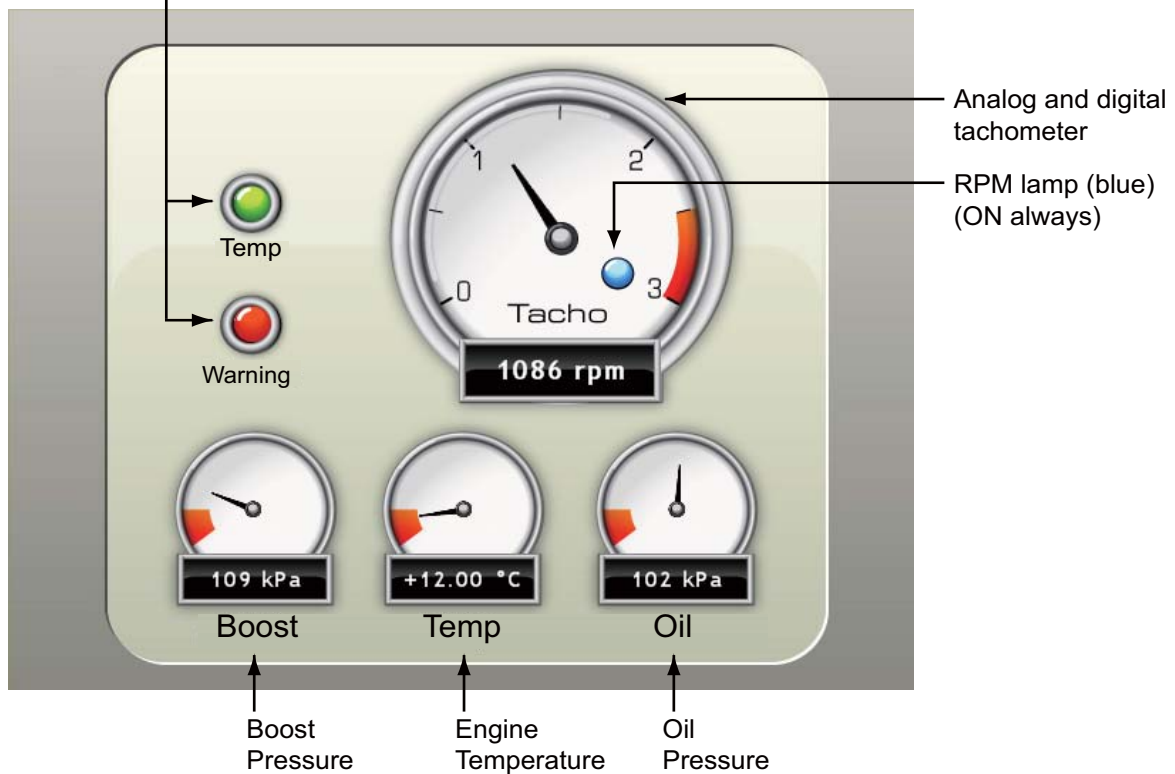 Analog and digital
tachometer
RPM lamp (blue)
(ON always)
1
2
0
3
Tacho
1086 rpm
Temp
Warning
109 kPa
+12.00 °C
102 kPa
Boost
Temp
Oil
Boost
Pressure
Engine
Temperature
Oil
Pressure